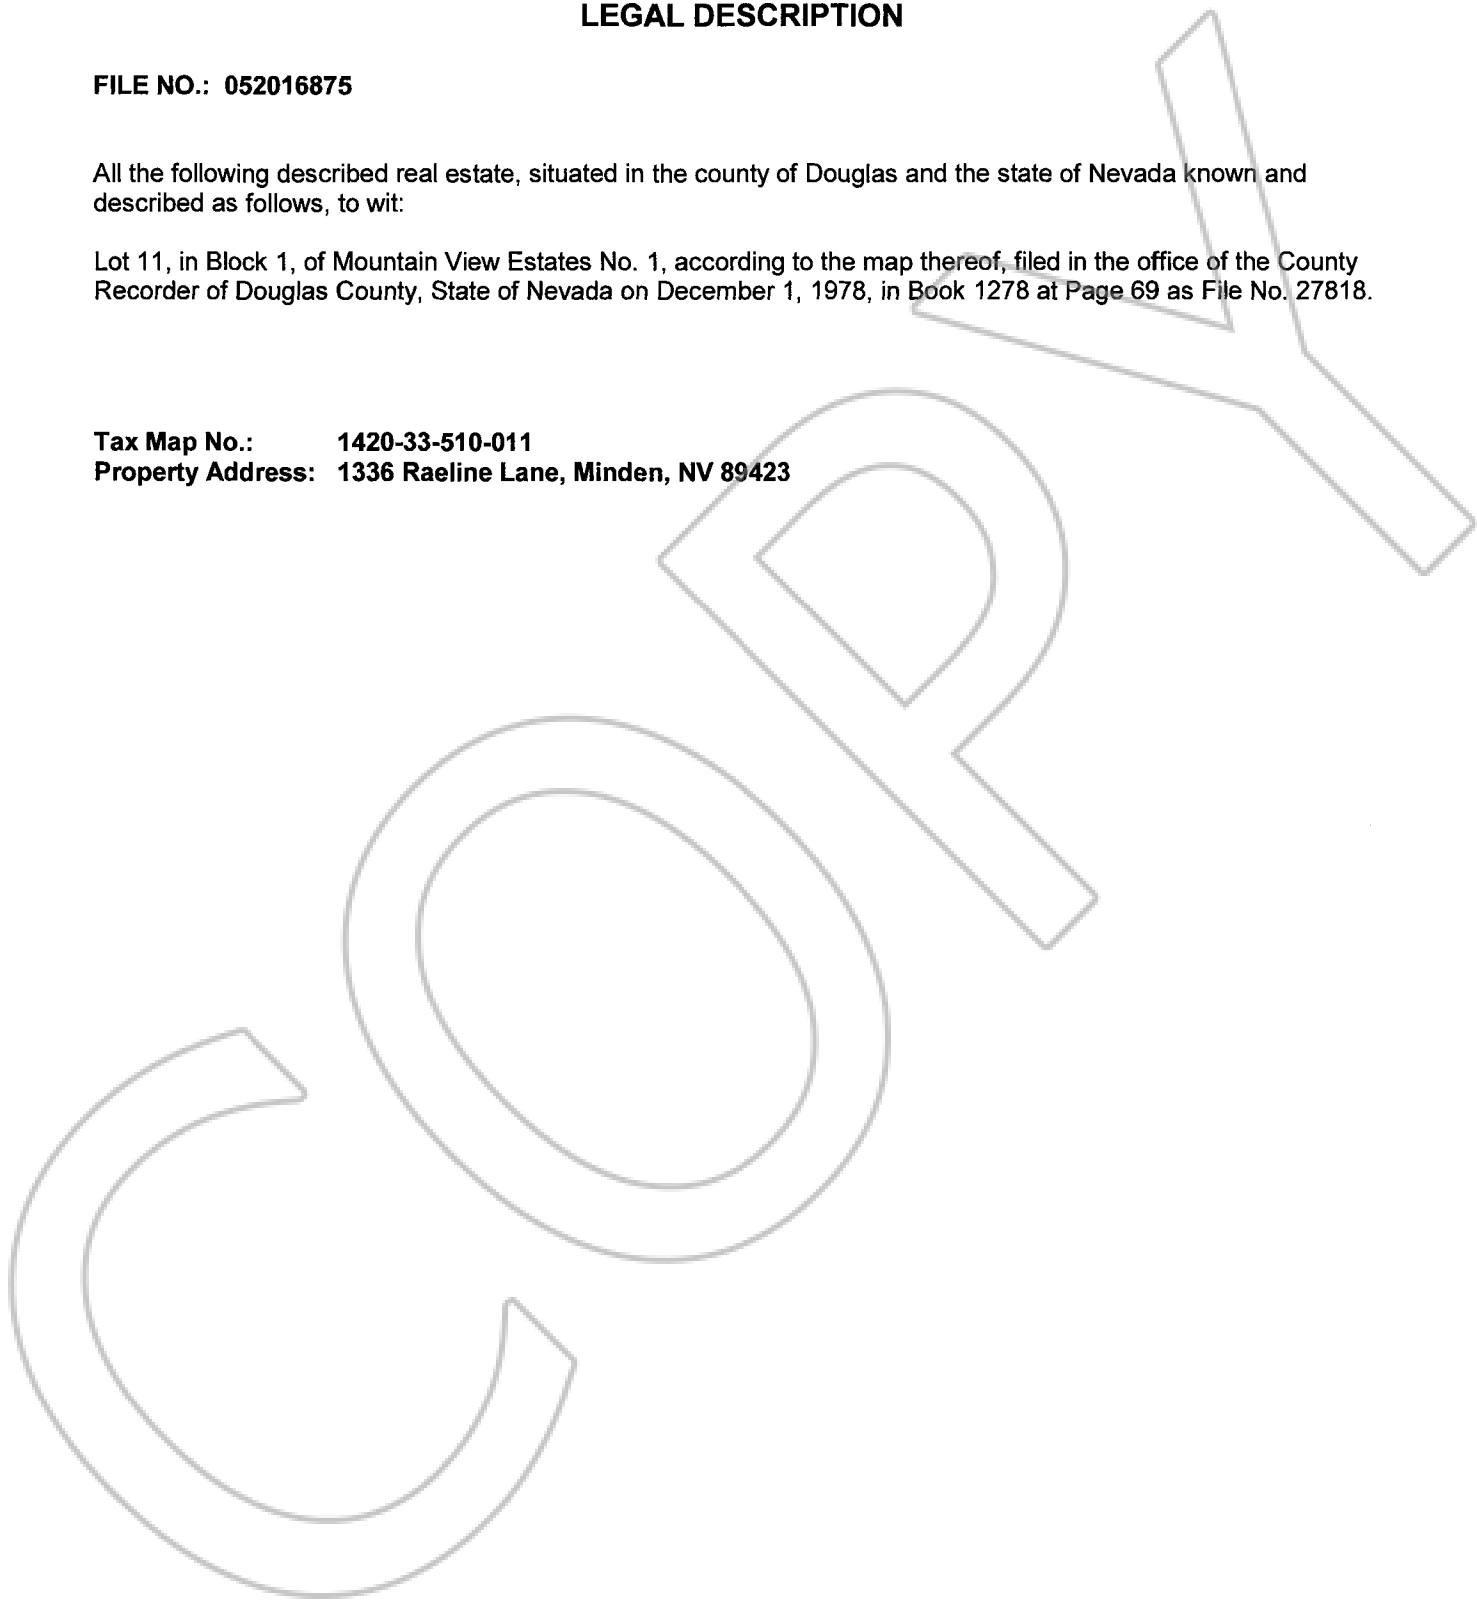 LEGAL DESCRIPTION
FILE NO.: 052016875
All the following described real estate, situated in the county of Douglas and the state of Nevada known and
described as follows, to wit:
Lot 11, in Block 1, of Mountain View Estates No. 1, according to the map thereof, filed in the office of the County
Recorder of Douglas County, State of Nevada on December 1, 1978, in Book 1278 at Page 69 as File No. 27818.
Tax Map No.: 1420-33-510-011
Property Address: 1336 Raeline Lane, Minden, NV 89423
COPY